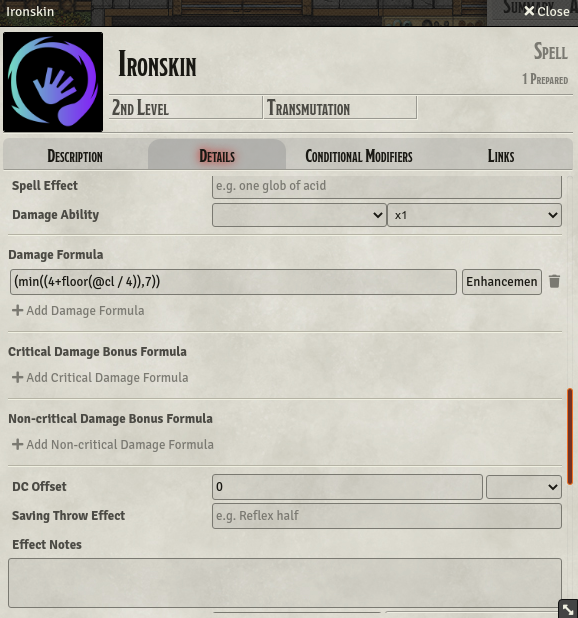 Ironskin
Summary
Close
Ironskin
Spell
1 Prepared
2nd Level
Transmutation
Description
Details
Conditional Modifiers
Links
Spell Effect
e.g. one glob of acid
Damage Ability
x1
Damage Formula
(min((4+floor(@cl / 4)),7))
Enhancemen
Add Damage Formula
Critical Damage Bonus Formula
Add Critical Damage Formula
Non-critical Damage Bonus Formula
Add Non-critical Damage Formula
DC Offset
0
Saving Throw Effect
e.g. Reflex half
Effect Notes